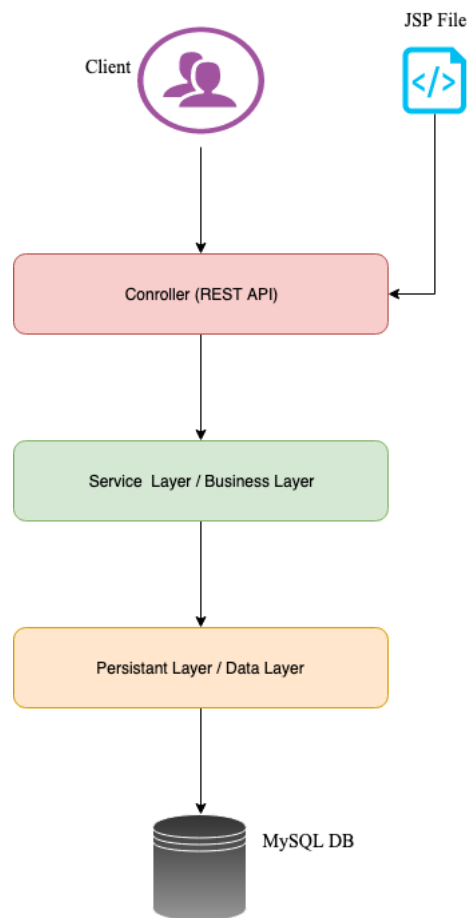 JSP File
Client
</>
Conroller (REST API)
Service Layer / Business Layer
Persistant Layer / Data Layer
MySQL DB